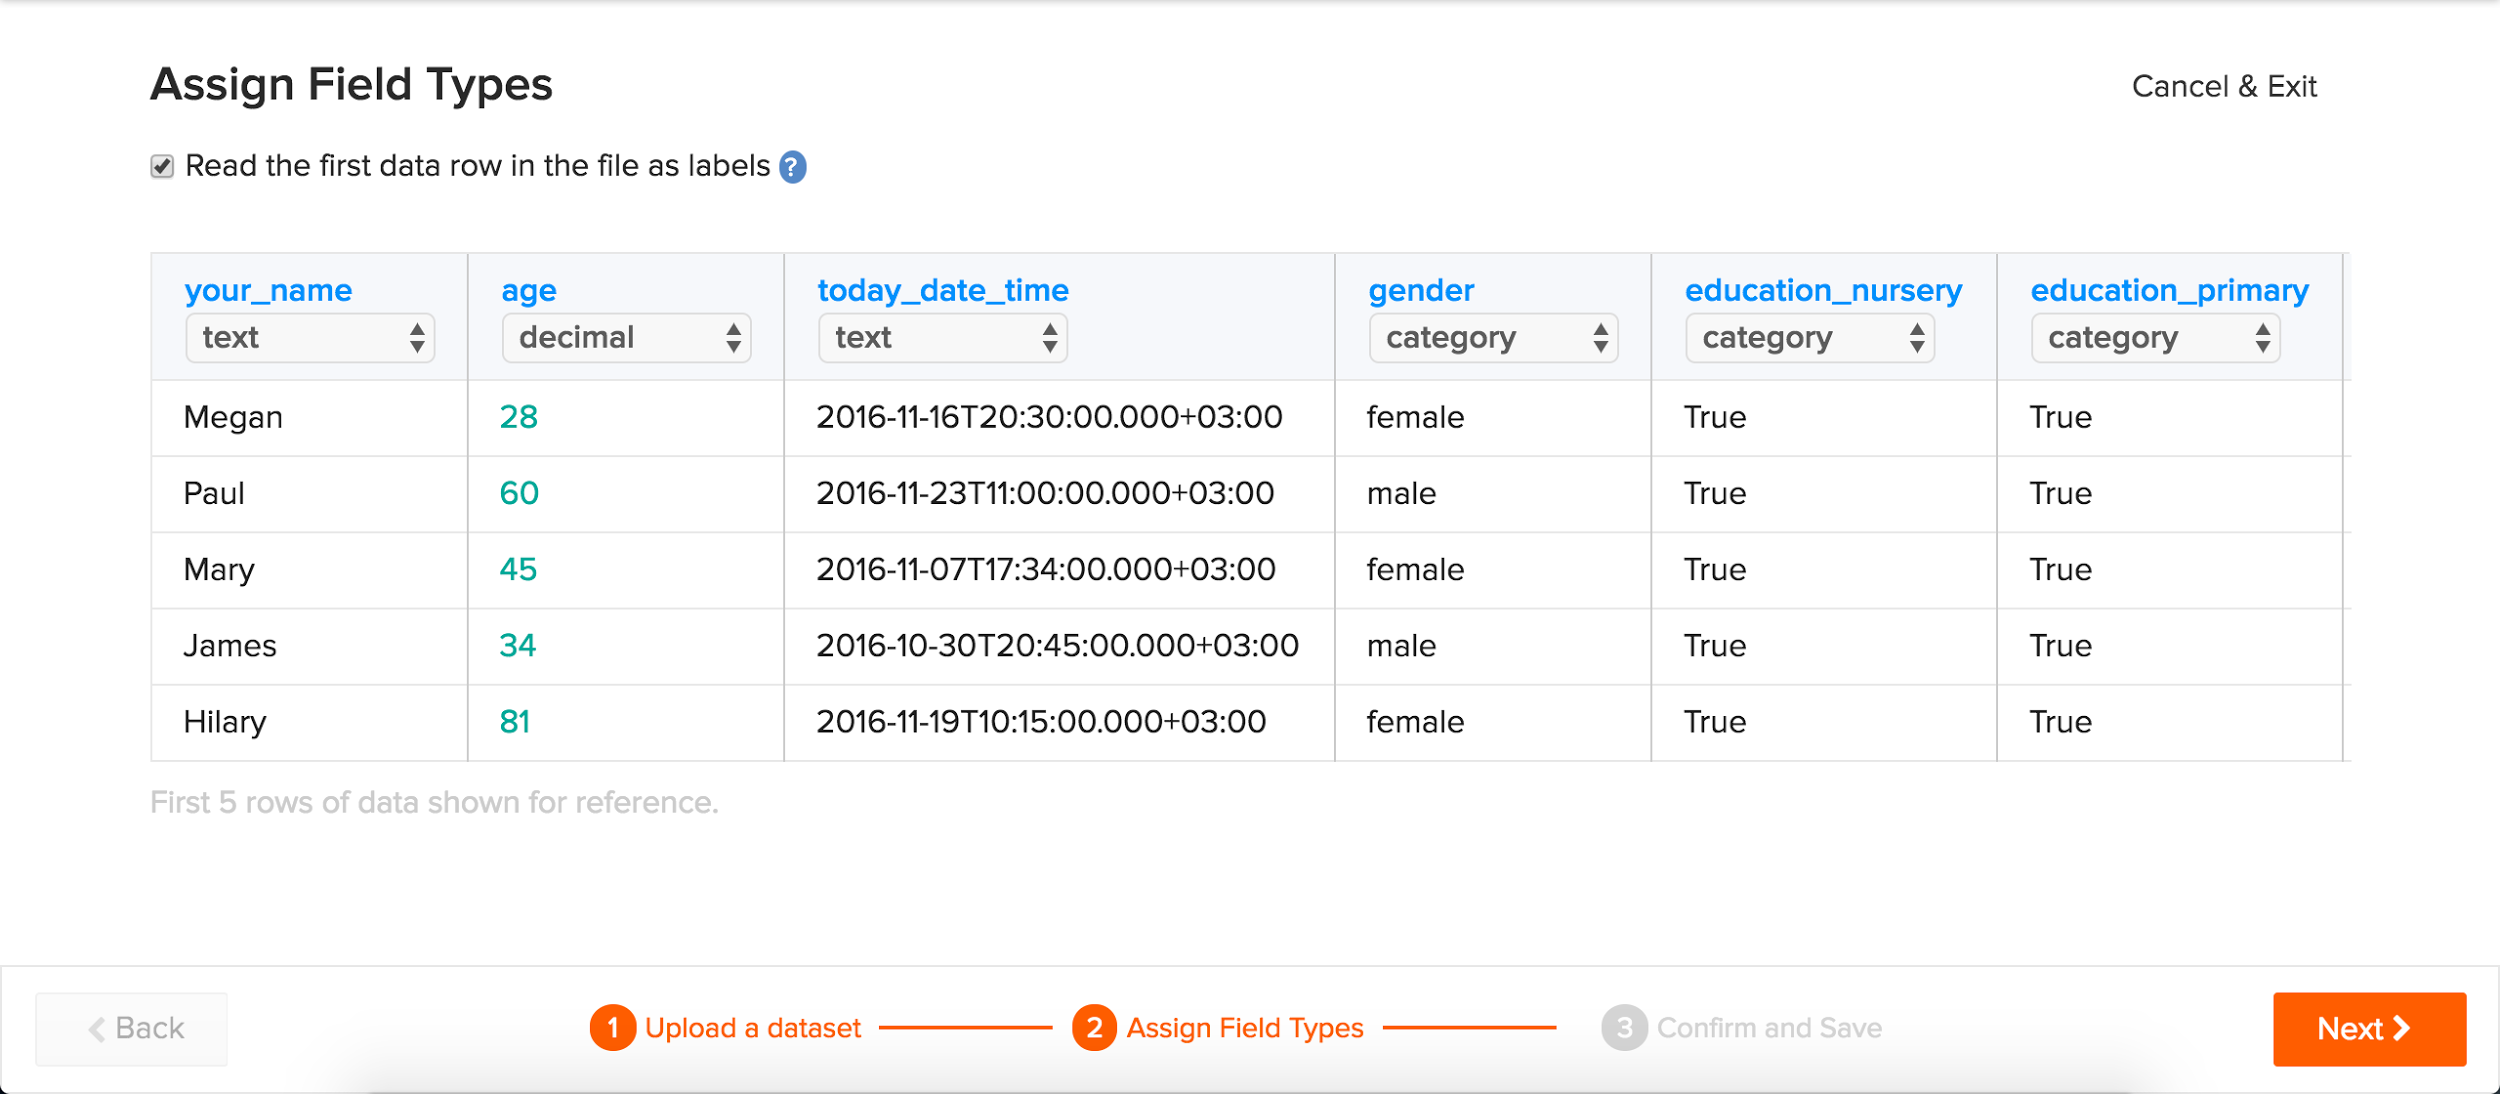 Assign Field Types
Cancel & Exit
Read the first data row in the file as labels ?
your_name age today_date_time gender education_nursery education_primary
text decimal text category category category
Megan 28 2016-11-16T20:30:00.000+03:00 female True True
Paul 60 2016-11-23T11:00:00.000+03:00 male True True
Mary 45 2016-11-07T17:34:00.000+03:00 female True True
James 34 2016-10-30T20:45:00.000+03:00 male True True
Hilary 81 2016-11-19T10:15:00.000+03:00 female True True
First 5 rows of data shown for reference.
Back 1 Upload a dataset 2 Assign Field Types 3 Confirm and Save Next